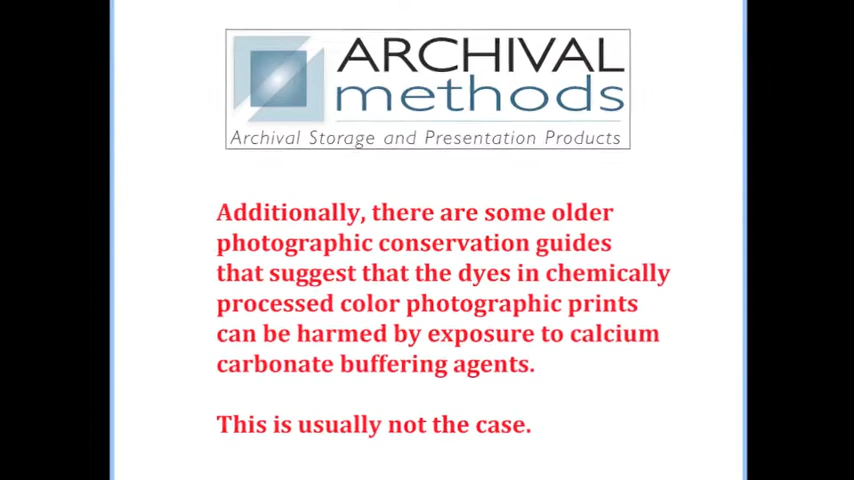 ARCHIVAL
methods
Archival Storage and Presentation Products
Additionally, there are some older
photographic conservation guides
that suggest that the dyes in chemically
processed color photographic prints
can be harmed by exposure to calcium
carbonate buffering agents.
This is usually not the case.